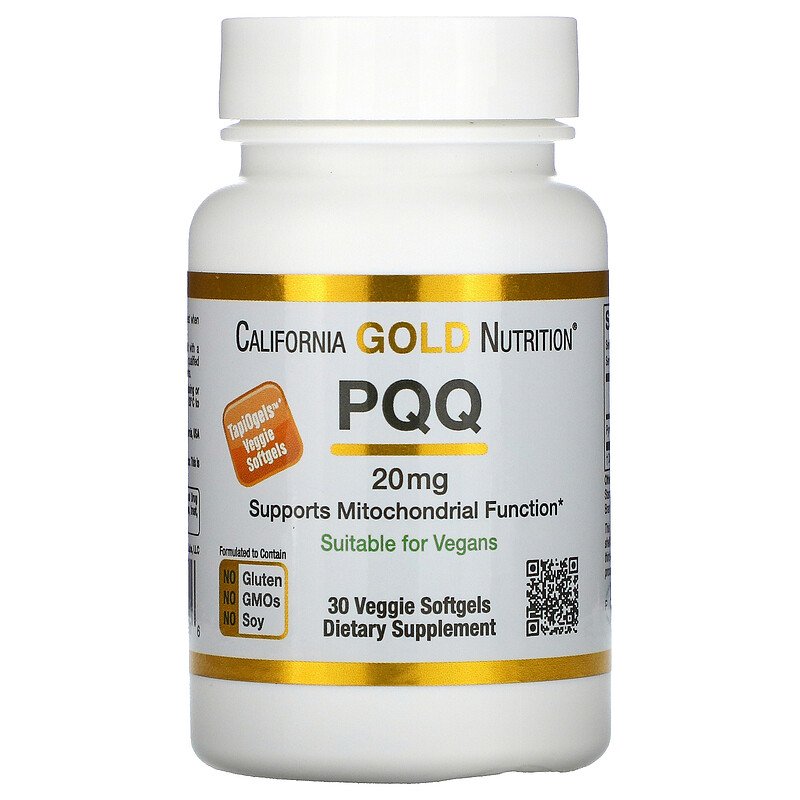 CALIFORNIA GOLD NUTRITION®
PQQ
TapiOgels™*
Veggie
Softgels
20mg
Supports Mitochondrial Function*
Suitable for Vegans
Formulated to Contain
NO Gluten
NO GMOs
NO Soy
30 Veggie Softgels
Dietary Supplement
6